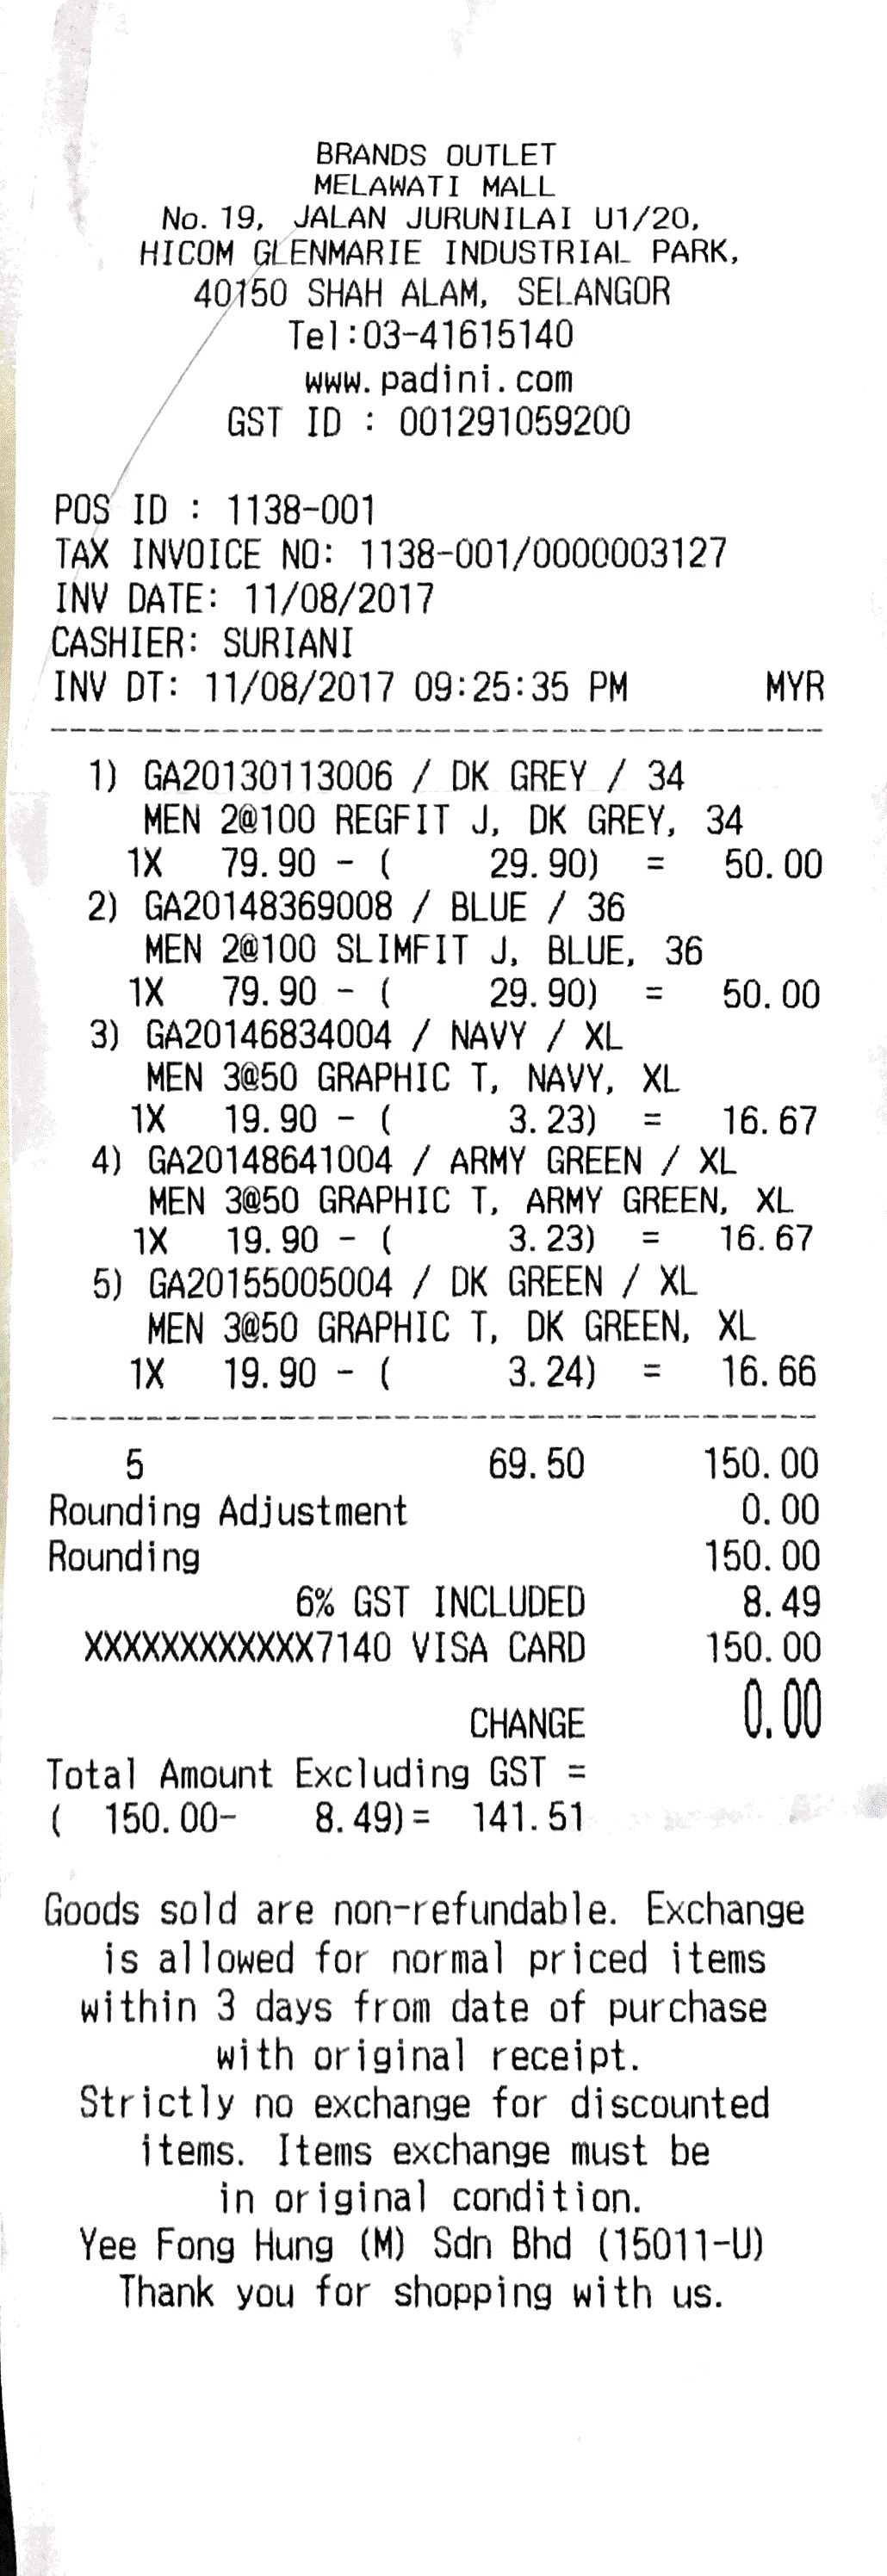 BRANDS OUTLET
MELAWATI MALL
No. 19, JALAN JURUNILAI U1/20,
HICOM GLENMARIE INDUSTRIAL PARK,
40150 SHAH ALAM, SELANGOR
Tel:03-41615140
www.padini.com
GST ID : 001291059200
POS ID : 1138-001
TAX INVOICE NO: 1138-001/0000003127
INV DATE: 11/08/2017
CASHIER: SURIANI
INV DT: 11/08/2017 09:25:35 PM MYR
1) GA20130113006 / DK GREY / 34
MEN 2@100 REGFIT J, DK GREY, 34
1X 79.90 - ( 29.90) = 50.00
2) GA20148369008 / BLUE / 36
MEN 2@100 SLIMFIT J, BLUE, 36
1X 79.90 - ( 29.90) = 50.00
3) GA20146834004 / NAVY / XL
MEN 3@50 GRAPHIC T, NAVY, XL
1X 19.90 - ( 3.23) = 16.67
4) GA20148641004 / ARMY GREEN / XL
MEN 3@50 GRAPHIC T, ARMY GREEN, XL
1X 19.90 - ( 3.23) = 16.67
5) GA20155005004 / DK GREEN / XL
MEN 3@50 GRAPHIC T, DK GREEN, XL
1X 19.90 - ( 3.24) = 16.66
5 69.50 150.00
Rounding Adjustment 0.00
Rounding 150.00
6% GST INCLUDED 8.49
XXXXXXXXXXXX7140 VISA CARD 150.00
CHANGE 0.00
Total Amount Excluding GST =
( 150.00- 8.49)= 141.51
Goods sold are non-refundable. Exchange
is allowed for normal priced items
within 3 days from date of purchase
with original receipt.
Strictly no exchange for discounted
items. Items exchange must be
in original condition.
Yee Fong Hung (M) Sdn Bhd (15011-U)
Thank you for shopping with us.